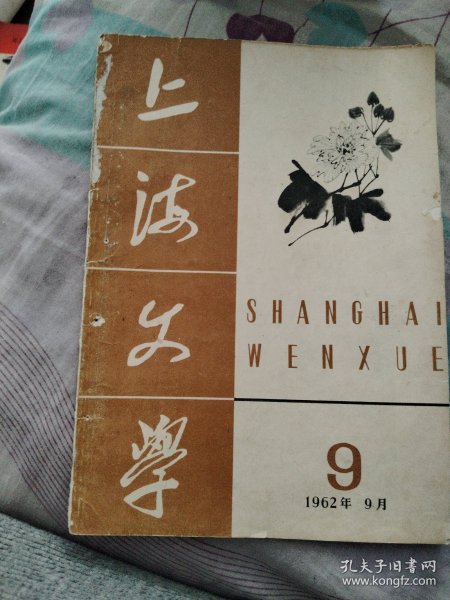 上
海
文
學
SHANGHAI
WENXUE
9
1962年 9月
孔夫子旧书网
www.kongfz.com